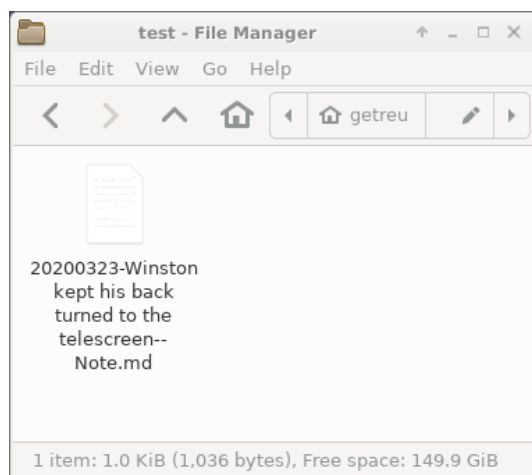 test - File Manager
File Edit View Go Help
getreu
20200323-Winston
kept his back
turned to the
telescreen--
Note.md
1 item: 1.0 KiB (1,036 bytes), Free space: 149.9 GiB